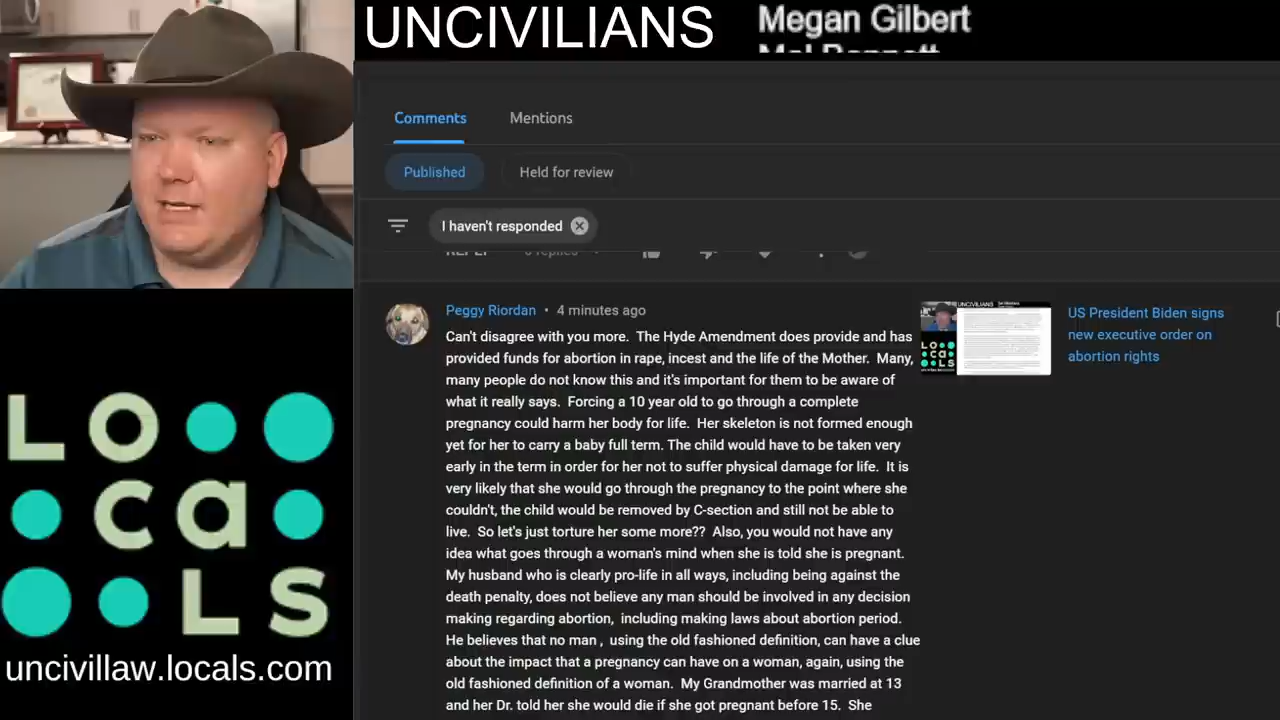 UNCIVILIANS
Megan Gilbert
Mel Bennett
Comments
Mentions
Published
Held for review
I haven't responded
REPLY
Peggy Riordan • 4 minutes ago
Can't disagree with you more. The Hyde Amendment does provide and has
provided funds for abortion in rape, incest and the life of the Mother. Many,
many people do not know this and it's important for them to be aware of
what it really says. Forcing a 10 year old to go through a complete
pregnancy could harm her body for life. Her skeleton is not formed enough
yet for her to carry a baby full term. The child would have to be taken very
early in the term in order for her not to suffer physical damage for life. It is
very likely that she would go through the pregnancy to the point where she
couldn't, the child would be removed by C-section and still not be able to
live. So let's just torture her some more?? Also, you would not have any
idea what goes through a woman's mind when she is told she is pregnant.
My husband who is clearly pro-life in all ways, including being against the
death penalty, does not believe any man should be involved in any decision
making regarding abortion, including making laws about abortion period.
He believes that no man , using the old fashioned definition, can have a clue
about the impact that a pregnancy can have on a woman, again, using the
old fashioned definition of a woman. My Grandmother was married at 13
and her Dr. told her she would die if she got pregnant before 15. She
US President Biden signs
new executive order on
abortion rights
LOCALS
uncivillaw.locals.com